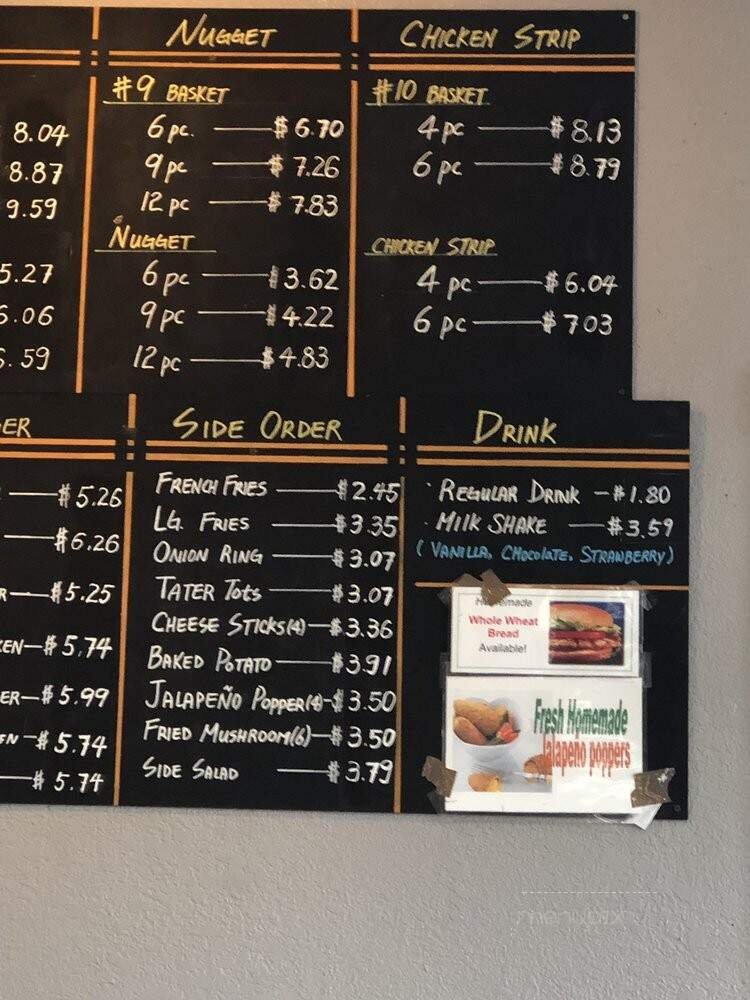 NUGGET
#9 BASKET
6 pc. $ 6.70
9 pc $ 7.26
12 pc $ 7.83
NUGGET
6 pc $ 3.62
9 pc $ 4.22
12 pc $ 4.83
CHICKEN STRIP
#10 BASKET
4 pc $ 8.13
6 pc $ 8.79
CHICKEN STRIP
4 pc $ 6.04
6 pc $ 7 03
8.04
8.87
9.59
5.27
6.06
6.59
ER
$ 5.26
$ 6.26
R $ 5.25
KEN $ 5.74
ER $ 5.99
EN $ 5.74
$ 5.74
SIDE ORDER
FRENCH FRIES $ 2.45
LG. FRIES $ 3.35
ONION RING $ 3.07
TATER TOTS $ 3.07
CHEESE STICKS(4) $ 3.36
BAKED POTATO $ 3.91
JALAPEÑO POPPER(4) $ 3.50
FRIED MUSHROOM(6) $ 3.50
SIDE SALAD $ 3.79
DRINK
· REGULAR DRINK $ 1.80
· MILK SHAKE $ 3.59
(VANILLA, CHOCOLATE, STRAWBERRY)
Homemade
Whole Wheat
Bread
Available!
Fresh Homemade
Jalapeno poppers
menupix